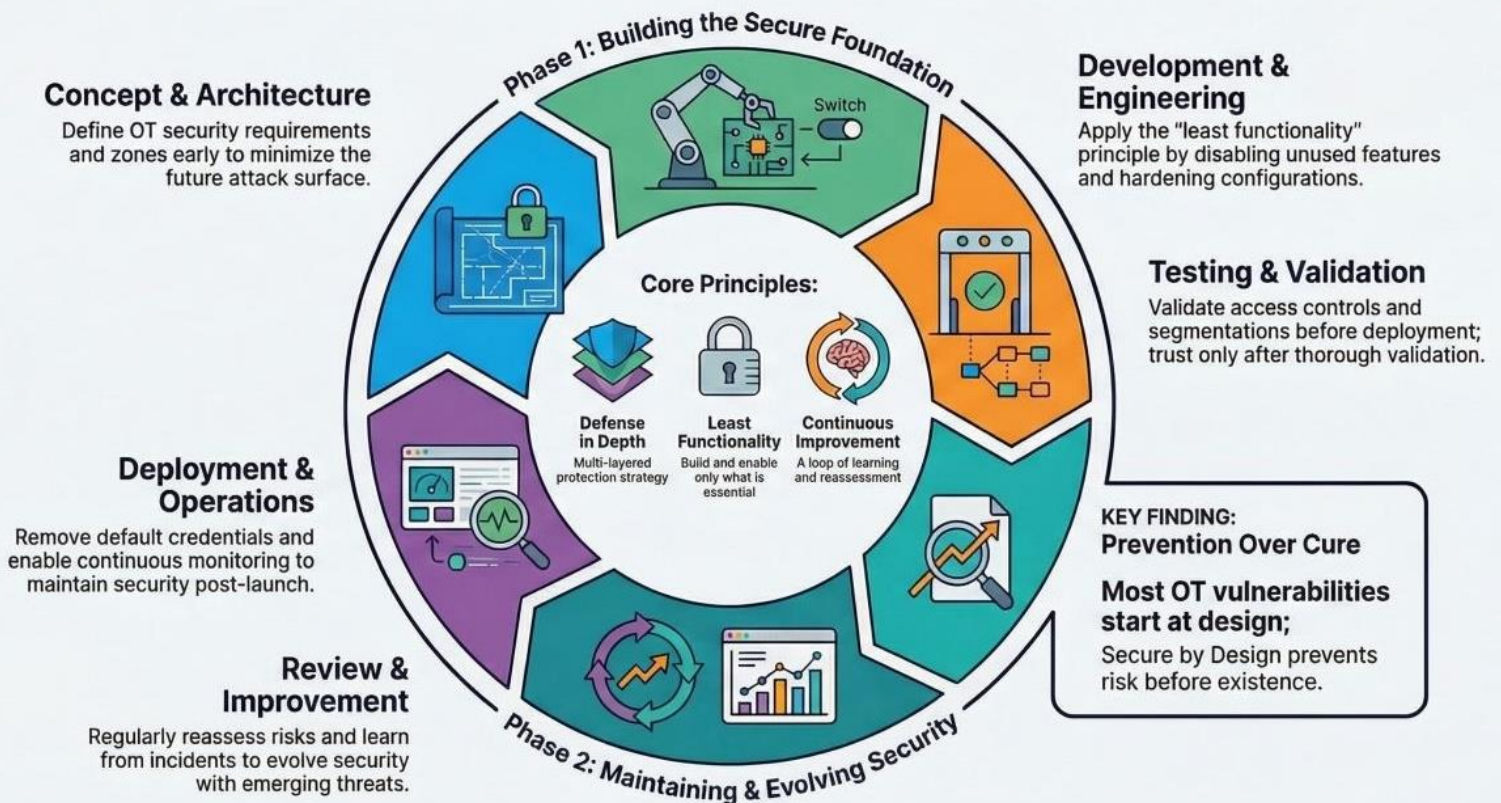 Phase 1: Building the Secure Foundation
Concept & Architecture
Define OT security requirements
and zones early to minimize the
future attack surface.
Switch
Development &
Engineering
Apply the “least functionality”
principle by disabling unused features
and hardening configurations.
Testing & Validation
Validate access controls and
segmentations before deployment;
trust only after thorough validation.
Core Principles:
Defense
in Depth
Multi-layered
protection strategy
Least
Functionality
Build and enable
only what is
essential
Continuous
Improvement
A loop of learning
and reassessment
Deployment &
Operations
Remove default credentials and
enable continuous monitoring to
maintain security post-launch.
KEY FINDING:
Prevention Over Cure
Most OT vulnerabilities
start at design;
Secure by Design prevents
risk before existence.
Review &
Improvement
Regularly reassess risks and learn
from incidents to evolve security
with emerging threats.
Phase 2: Maintaining & Evolving Security